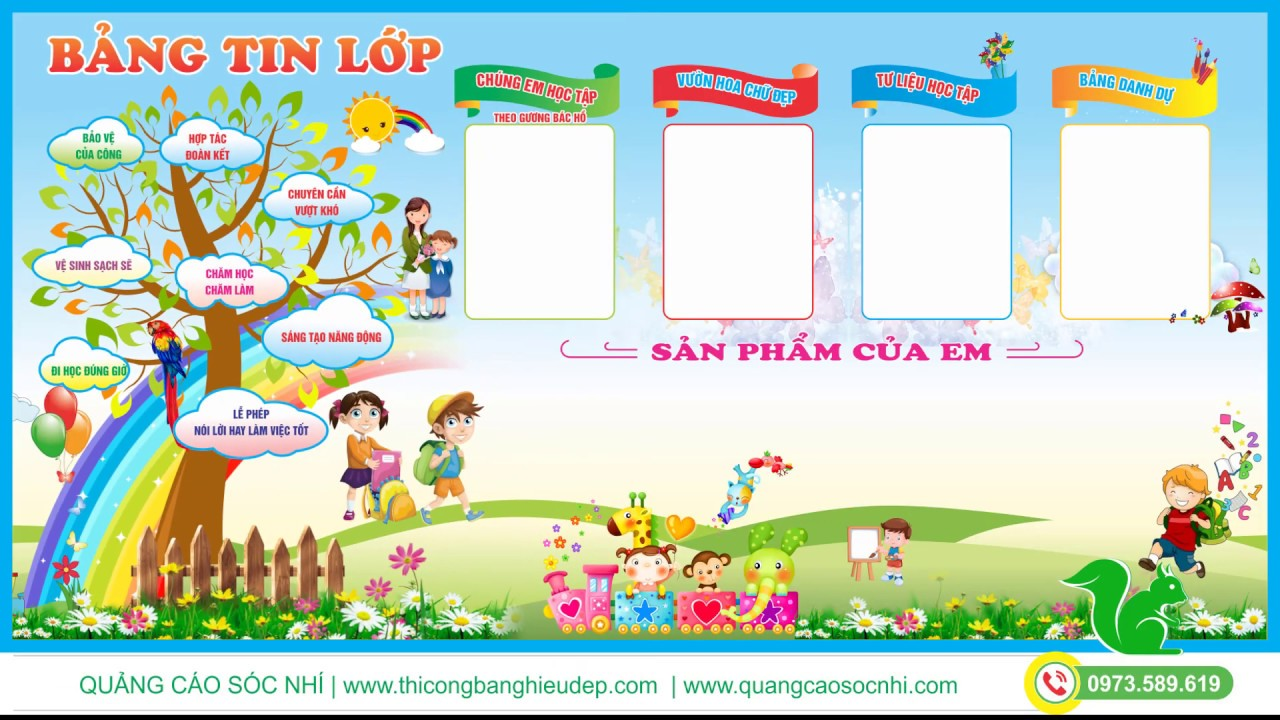 BẢNG TIN LỚP
CHÚNG EM HỌC TẬP
THEO GƯƠNG BÁC HỒ
VƯỜN HOA CHỮ ĐẸP
TƯ LIỆU HỌC TẬP
BẢNG DANH DỰ
BẢO VỆ
CỦA CÔNG
HỢP TÁC
ĐOÀN KẾT
CHUYÊN CẦN
VƯỢT KHÓ
VỆ SINH SẠCH SẼ
CHĂM HỌC
CHĂM LÀM
SÁNG TẠO NĂNG ĐỘNG
ĐI HỌC ĐÚNG GIỜ
LỄ PHÉP
NÓI LỜI HAY LÀM VIỆC TỐT
SẢN PHẨM CỦA EM
QUẢNG CÁO SÓC NHÍ | www.thicongbanghieudep.com | www.quangcaosocnhi.com
0973.589.619